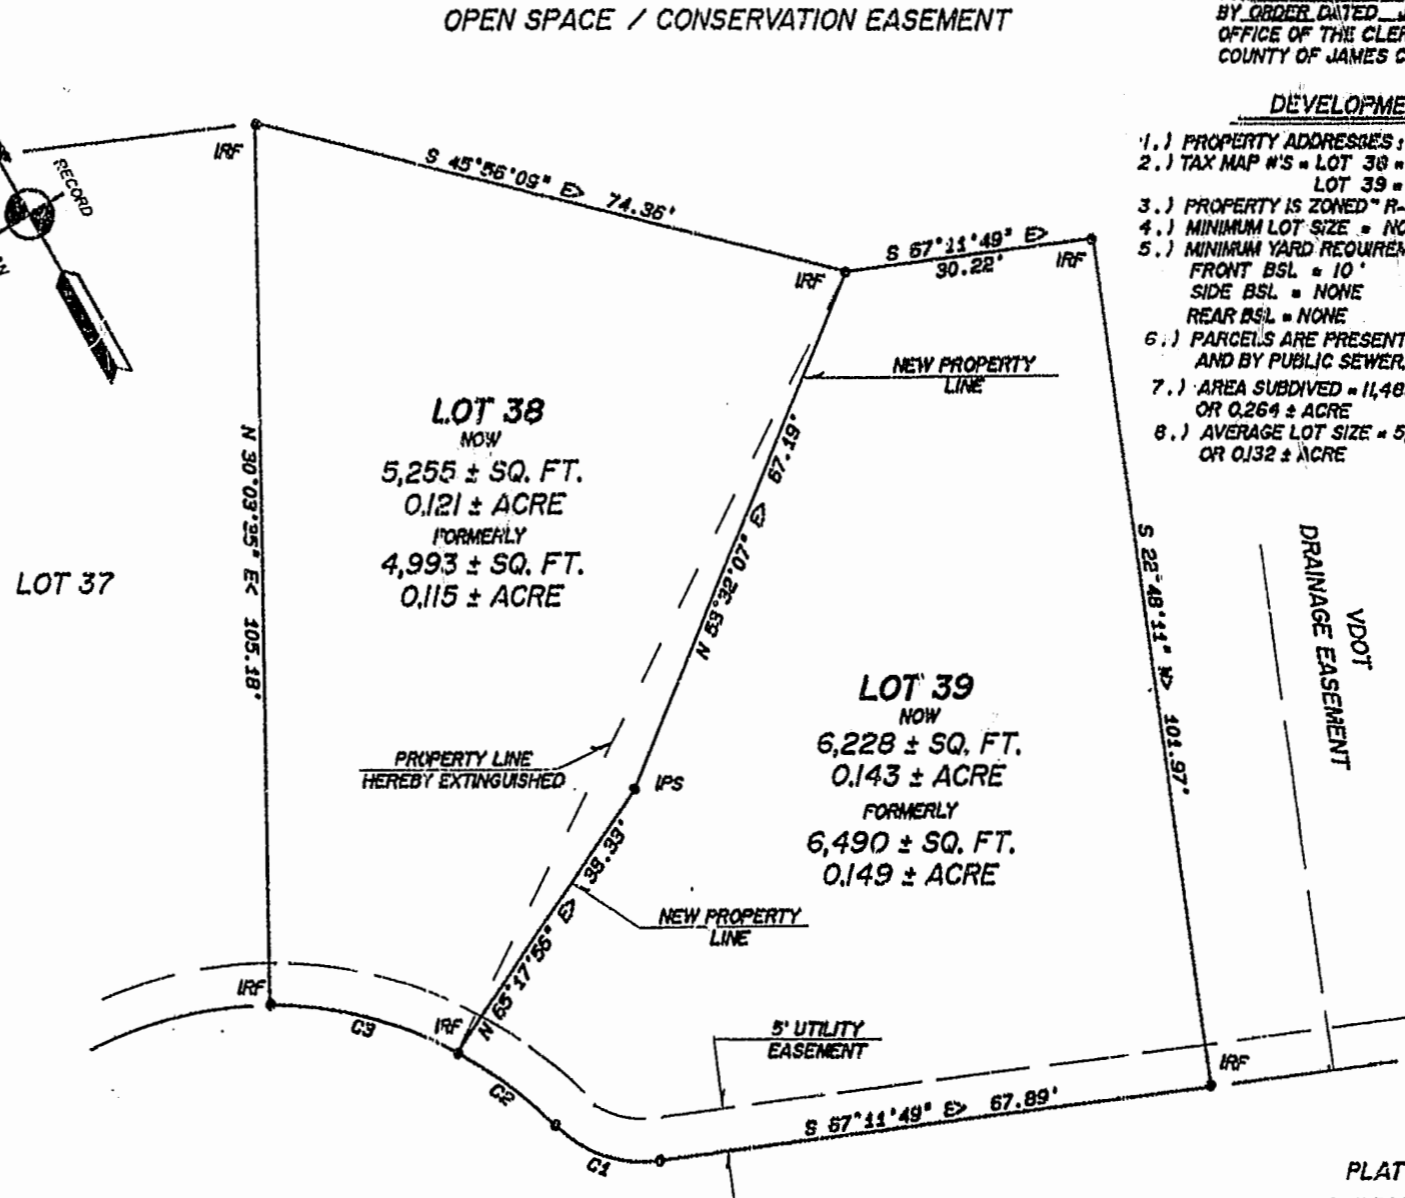 OPEN SPACE / CONSERVATION EASEMENT
BY ORDER DATED
OFFICE OF THE CLER
COUNTY OF JAMES C
DEVELOPME
1.) PROPERTY ADDRESSES:
2.) TAX MAP #'S = LOT 38 =
LOT 39 =
3.) PROPERTY IS ZONED " R-
4.) MINIMUM LOT SIZE = NO
5.) MINIMUM YARD REQUIREM
FRONT BSL = 10'
SIDE BSL = NONE
REAR BSL = NONE
6.) PARCELS ARE PRESENT
AND BY PUBLIC SEWER.
7.) AREA SUBDIVED = 11,48
OR 0.264 ± ACRE
8.) AVERAGE LOT SIZE = 5,
OR 0.132 ± ACRE
RECORD
IRF
S 45°56'09" E> 74.36'
IRF
S 67°11'49" E>
30.22'
IRF
NEW PROPERTY
LINE
LOT 38
NOW
5,255 ± SQ. FT.
0.121 ± ACRE
FORMERLY
4,993 ± SQ. FT.
0.115 ± ACRE
N 30°03'35" E< 105.18'
LOT 37
N 53°32'07" E> 67.19'
S 22°48'11" W> 101.97'
VDOT
DRAINAGE EASEMENT
LOT 39
NOW
6,228 ± SQ. FT.
0.143 ± ACRE
FORMERLY
6,490 ± SQ. FT.
0.149 ± ACRE
PROPERTY LINE
HEREBY EXTINGUISHED
IPS
N 65°17'56" E> 38.33'
NEW PROPERTY
LINE
IRF
C3
IRF
C2
C1
5' UTILITY
EASEMENT
S 67°11'49" E> 67.89'
IRF
PLAT